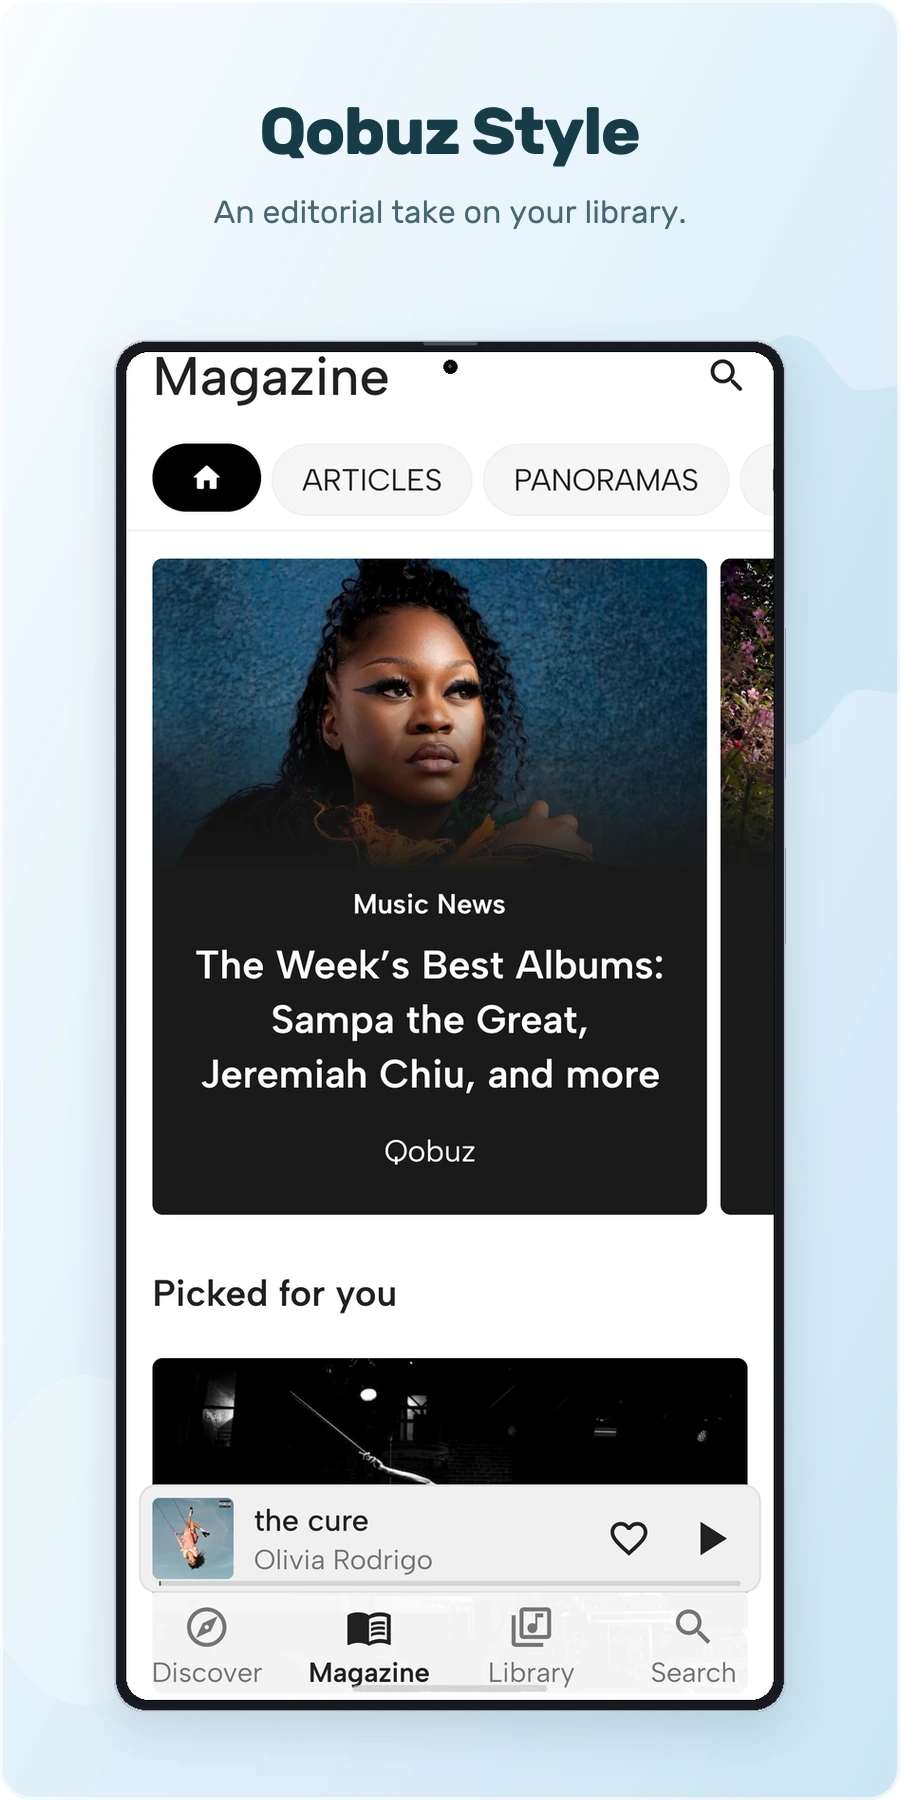 Qobuz Style
An editorial take on your library.
Magazine
ARTICLES
PANORAMAS
Music News
The Week’s Best Albums:
Sampa the Great,
Jeremiah Chiu, and more
Qobuz
Picked for you
the cure
Olivia Rodrigo
Discover
Magazine
Library
Search